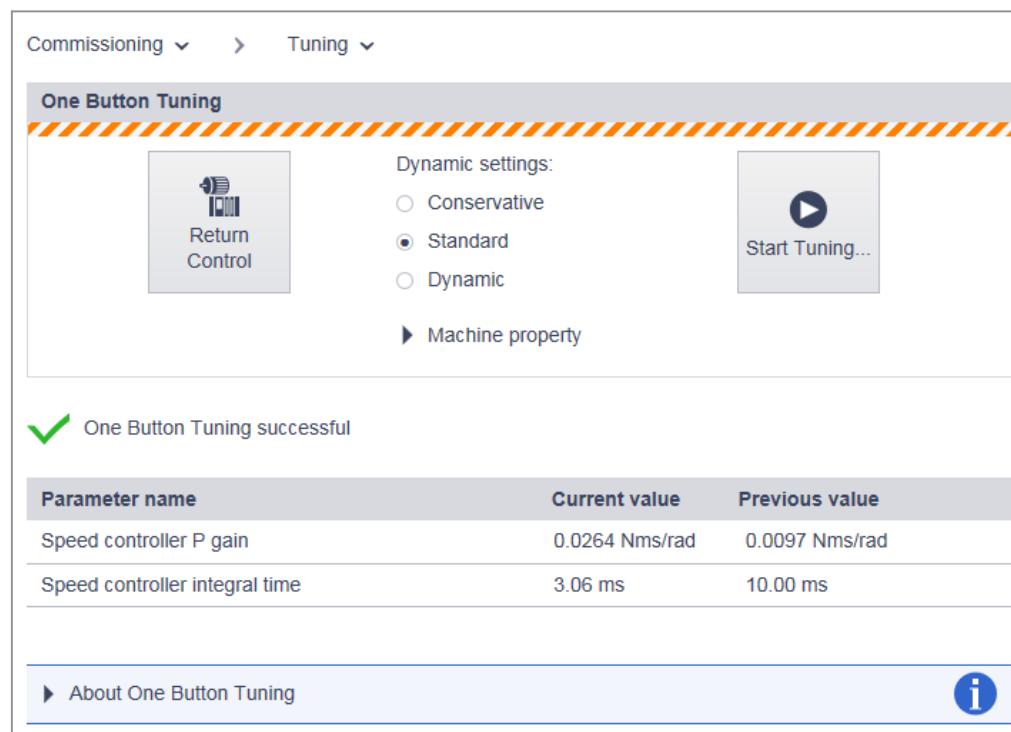 Commissioning > Tuning
One Button Tuning
Return
Control
Dynamic settings:
Conservative
Standard
Dynamic
Machine property
Start Tuning...
One Button Tuning successful
Parameter name Current value Previous value
Speed controller P gain 0.0264 Nms/rad 0.0097 Nms/rad
Speed controller integral time 3.06 ms 10.00 ms
About One Button Tuning
i